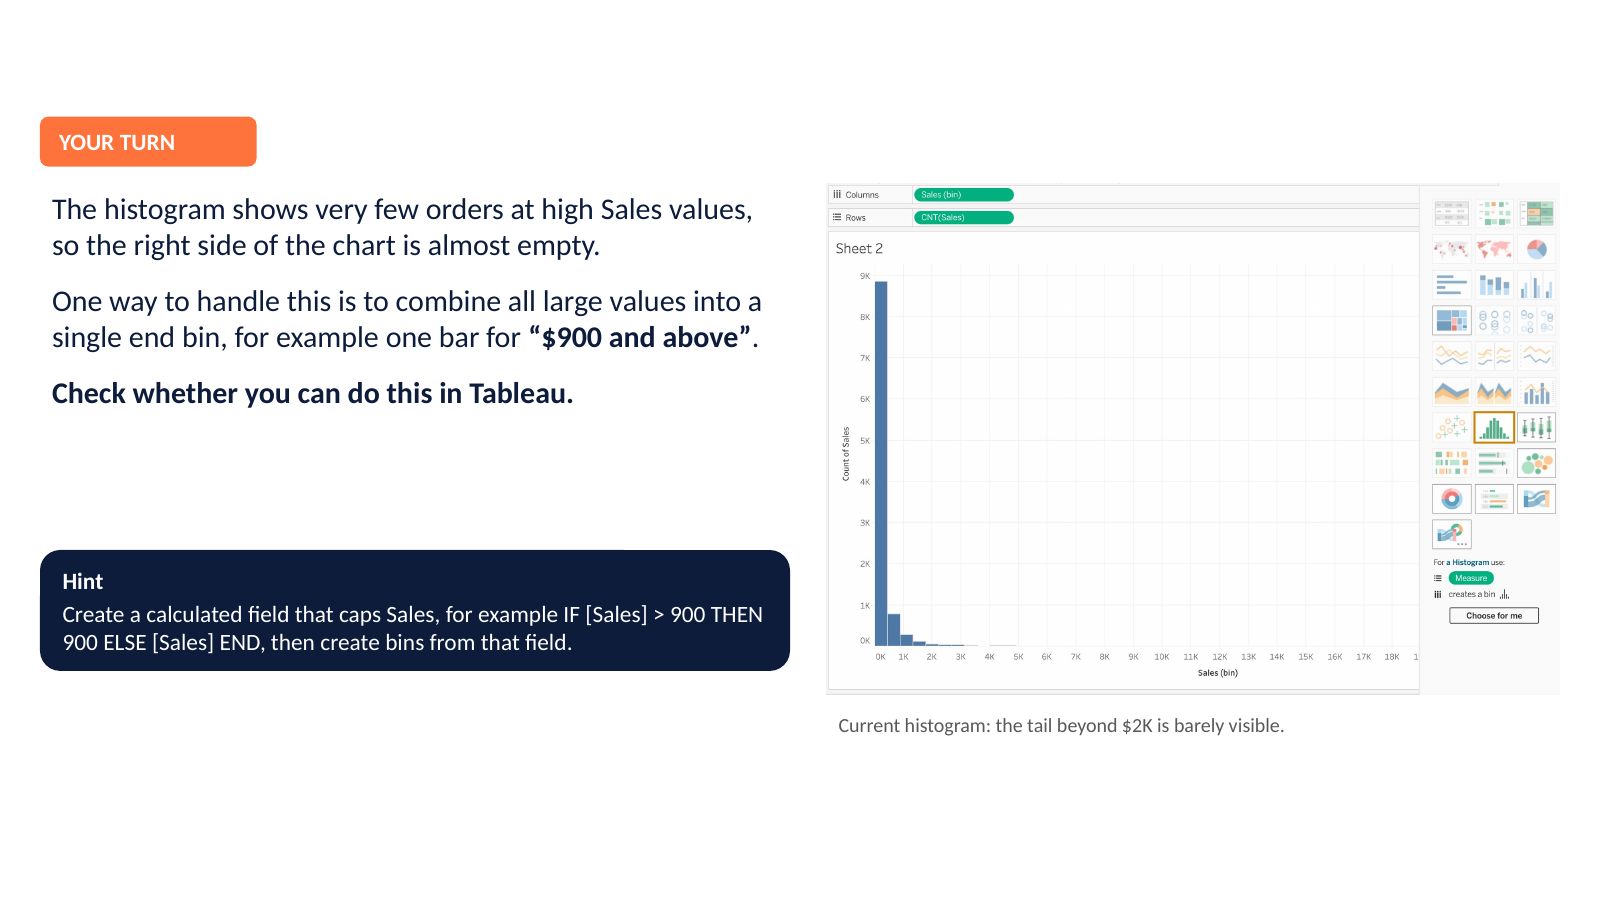 YOUR TURN
The histogram shows very few orders at high Sales values,
so the right side of the chart is almost empty.
One way to handle this is to combine all large values into a
single end bin, for example one bar for “$900 and above”.
Check whether you can do this in Tableau.
Hint
Create a calculated field that caps Sales, for example IF [Sales] > 900 THEN
900 ELSE [Sales] END, then create bins from that field.
Columns
Sales (bin)
Rows
CNT(Sales)
Sheet 2
9K
8K
7K
6K
5K
4K
3K
2K
1K
0K
Count of Sales
0K 1K 2K 3K 4K 5K 6K 7K 8K 9K 10K 11K 12K 13K 14K 15K 16K 17K 18K 1
Sales (bin)
For a Histogram use:
Measure
creates a bin
Choose for me
Current histogram: the tail beyond $2K is barely visible.